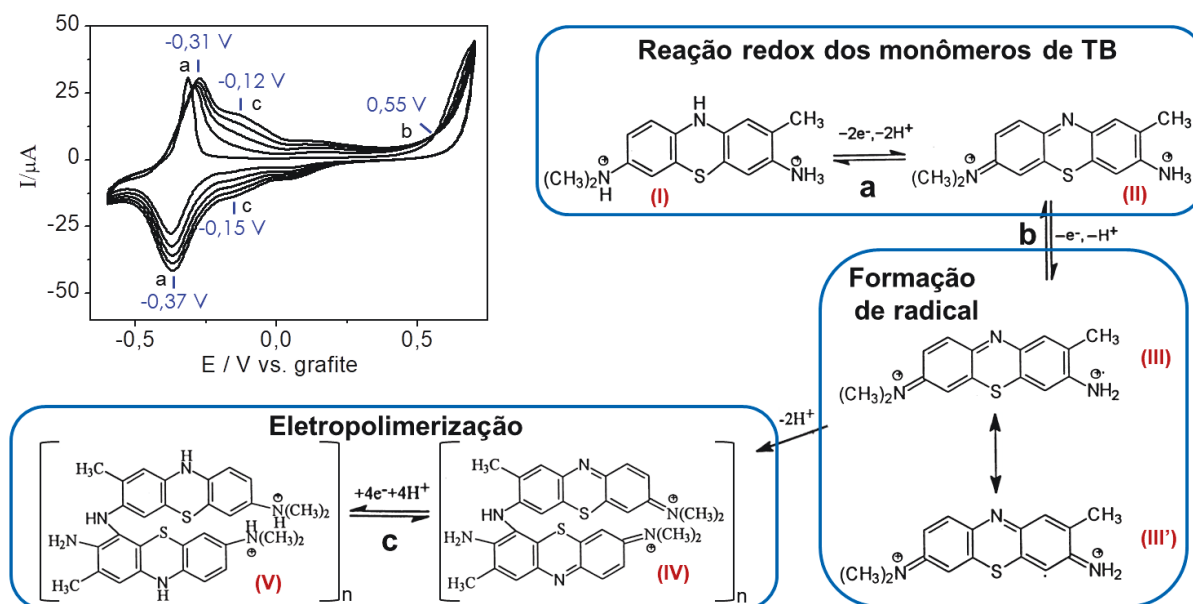 50
25
0
-25
-50
I/µA
-0,5
0,0
0,5
E / V vs. grafite
-0,31 V
a
-0,12 V
c
0,55 V
b
c
-0,15 V
a
-0,37 V
Reação redox dos monômeros de TB
H
N
CH₃
(CH₃)₂N
H
S
NH₃
⊕
⊕
(I)
–2e⁻,–2H⁺
a
N
CH₃
(CH₃)₂N
S
NH₃
⊕
⊕
(II)
b
–e⁻,–H⁺
Formação
de radical
N
CH₃
(CH₃)₂N
S
NH₂
⊕
⊕·
(III)
N
CH₃
(CH₃)₂N
S
NH₂
⊕
⊕
·
(III')
-2H⁺
Eletropolimerização
H
H₃C
N
S
HN
N(CH₃)₂
H
⊕
H₂N
S
H
N(CH₃)₂
⊕
H₃C
N
H
(V)
n
+4e⁻+4H⁺
c
H₃C
N
S
HN
N(CH₃)₂
⊕
H₂N
S
N(CH₃)₂
⊕
H₃C
N
(IV)
n